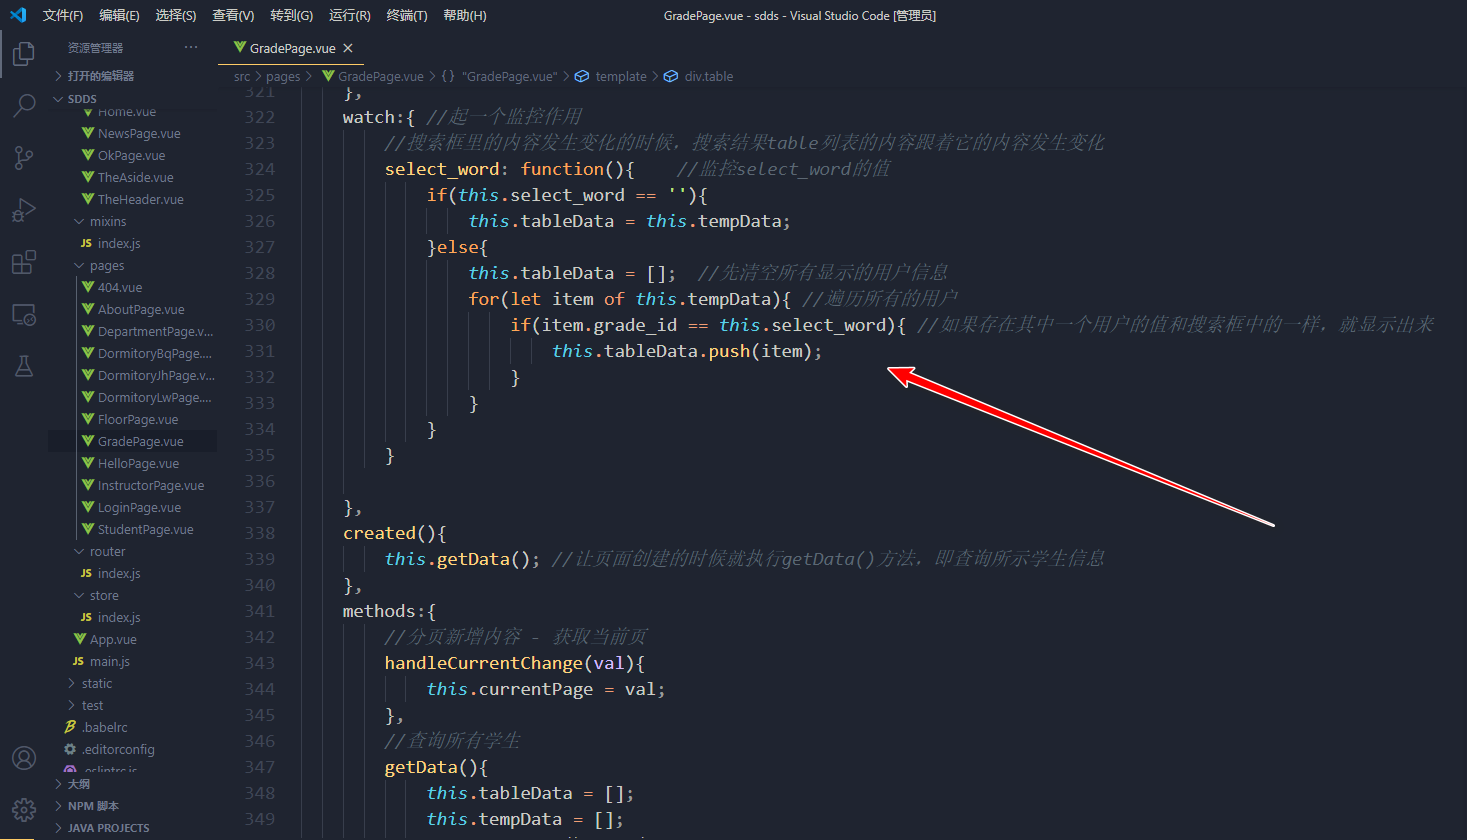 文件(F) 编辑(E) 选择(S) 查看(V) 转到(G) 运行(R) 终端(T) 帮助(H)
GradePage.vue - sdds - Visual Studio Code [管理员]
资源管理器 ···
打开的编辑器
SDDS
Home.vue
NewsPage.vue
OkPage.vue
TheAside.vue
TheHeader.vue
mixins
JS index.js
pages
404.vue
AboutPage.vue
DepartmentPage.v...
DormitoryBqPage....
DormitoryJhPage.v...
DormitoryLwPage....
FloorPage.vue
GradePage.vue
HelloPage.vue
InstructorPage.vue
LoginPage.vue
StudentPage.vue
router
JS index.js
store
JS index.js
App.vue
JS main.js
static
test
.babelrc
.editorconfig
.eslintrc.js
大纲
NPM 脚本
JAVA PROJECTS
GradePage.vue ×
src > pages > GradePage.vue > {} "GradePage.vue" > template > div.table
321 },
322 watch:{ //起一个监控作用
323 //搜索框里的内容发生变化的时候，搜索结果table列表的内容跟着它的内容发生变化
324 select_word: function(){ //监控select_word的值
325 if(this.select_word == ''){
326 this.tableData = this.tempData;
327 }else{
328 this.tableData = []; //先清空所有显示的用户信息
329 for(let item of this.tempData){ //遍历所有的用户
330 if(item.grade_id == this.select_word){ //如果存在其中一个用户的值和搜索框中的一样，就显示出来
331 this.tableData.push(item);
332 }
333 }
334 }
335 }
336
337 },
338 created(){
339 this.getData(); //让页面创建的时候就执行getData()方法，即查询所示学生信息
340 },
341 methods:{
342 //分页新增内容 - 获取当前页
343 handleCurrentChange(val){
344 this.currentPage = val;
345 },
346 //查询所有学生
347 getData(){
348 this.tableData = [];
349 this.tempData = [];